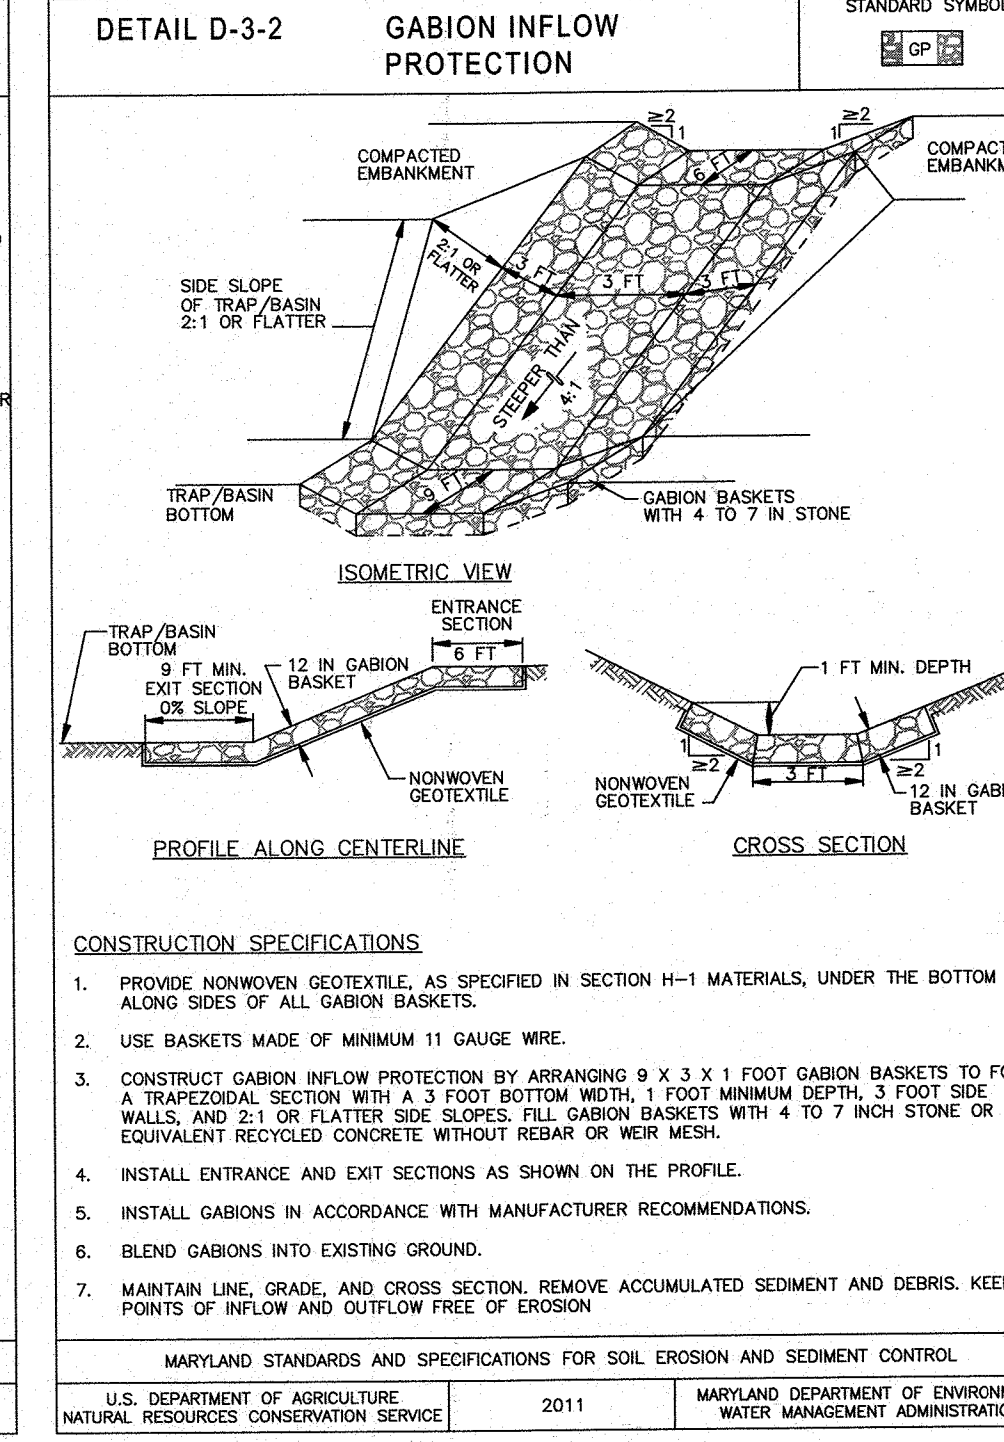 DETAIL D-3-2
GABION INFLOW
PROTECTION
STANDARD SYMBOL
GP
≥2
1
≥2
1
COMPACTED
EMBANKMENT
6 FT
2:1 OR
FLATTER
3 FT
3 FT
3 FT
SIDE SLOPE
OF TRAP/BASIN
2:1 OR FLATTER
STEEPER THAN
4:1
9 FT
TRAP/BASIN
BOTTOM
GABION BASKETS
WITH 4 TO 7 IN STONE
ISOMETRIC VIEW
ENTRANCE
SECTION
6 FT
TRAP/BASIN
BOTTOM
9 FT MIN.
EXIT SECTION
0% SLOPE
12 IN GABION
BASKET
NONWOVEN
GEOTEXTILE
PROFILE ALONG CENTERLINE
1 FT MIN. DEPTH
1
≥2
3 FT
≥2
1
NONWOVEN
GEOTEXTILE
12 IN GABI
BASKET
CROSS SECTION
CONSTRUCTION SPECIFICATIONS
1. PROVIDE NONWOVEN GEOTEXTILE, AS SPECIFIED IN SECTION H-1 MATERIALS, UNDER THE BOTTOM
ALONG SIDES OF ALL GABION BASKETS.
2. USE BASKETS MADE OF MINIMUM 11 GAUGE WIRE.
3. CONSTRUCT GABION INFLOW PROTECTION BY ARRANGING 9 X 3 X 1 FOOT GABION BASKETS TO FO
A TRAPEZOIDAL SECTION WITH A 3 FOOT BOTTOM WIDTH, 1 FOOT MINIMUM DEPTH, 3 FOOT SIDE
WALLS, AND 2:1 OR FLATTER SIDE SLOPES. FILL GABION BASKETS WITH 4 TO 7 INCH STONE OR
EQUIVALENT RECYCLED CONCRETE WITHOUT REBAR OR WEIR MESH.
4. INSTALL ENTRANCE AND EXIT SECTIONS AS SHOWN ON THE PROFILE.
5. INSTALL GABIONS IN ACCORDANCE WITH MANUFACTURER RECOMMENDATIONS.
6. BLEND GABIONS INTO EXISTING GROUND.
7. MAINTAIN LINE, GRADE, AND CROSS SECTION. REMOVE ACCUMULATED SEDIMENT AND DEBRIS. KEE
POINTS OF INFLOW AND OUTFLOW FREE OF EROSION
MARYLAND STANDARDS AND SPECIFICATIONS FOR SOIL EROSION AND SEDIMENT CONTROL
U.S. DEPARTMENT OF AGRICULTURE
NATURAL RESOURCES CONSERVATION SERVICE
2011
MARYLAND DEPARTMENT OF ENVIRON
WATER MANAGEMENT ADMINISTRATIO